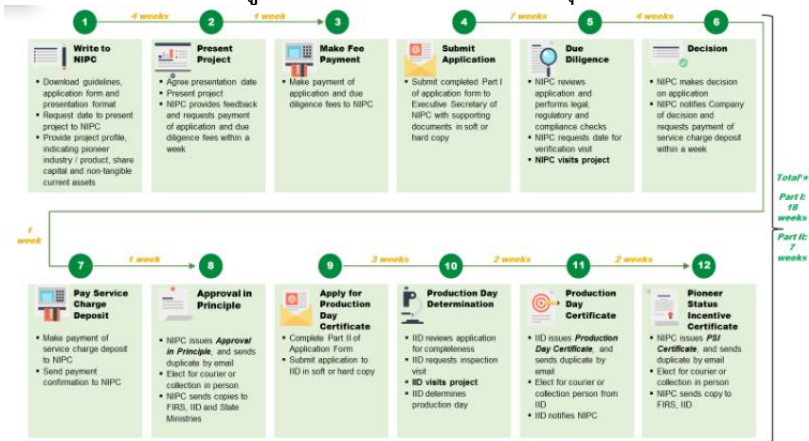 1
4 weeks
2
1 week
3
4
7 weeks
5
4 weeks
6
Write to
NIPC
▪ Download guidelines,
application form and
presentation format
▪ Request date to present
project to NIPC
▪ Provide project profile,
indicating pioneer
industry / product, share
capital and non-tangible
current assets
Present
Project
▪ Agree presentation date
▪ Present project
▪ NIPC provides feedback
and requests payment
of application and due
diligence fees within a
week
Make Fee
Payment
▪ Make payment of
application and due
diligence fees to NIPC
Submit
Application
▪ Submit completed Part I
of application form to
Executive Secretary of
NIPC with supporting
documents in soft or
hard copy
Due
Diligence
▪ NIPC reviews
application and
performs legal,
regulatory and
compliance checks
▪ NIPC requests date for
verification visit
▪ NIPC visits project
Decision
▪ NIPC makes decision
on application
▪ NIPC notifies Company
of decision and
requests payment of
service charge deposit
within a week
Total's
Part I:
18
weeks
Part II:
7
weeks
1
week
7
1 week
8
9
3 weeks
10
2 weeks
11
2 weeks
12
Pay Service
Charge
Deposit
▪ Make payment of
service charge deposit
to NIPC
▪ Send payment
confirmation to NIPC
Approval in
Principle
▪ NIPC issues Approval
in Principle, and sends
duplicate by email
▪ Elect for courier or
collection in person
▪ NIPC sends copies to
FIRS, IID and State
Ministries
Apply for
Production
Day
Certificate
▪ Complete Part II of
Application Form
▪ Submit application to
IID in soft or hard copy
Production Day
Determination
▪ IID reviews application
for completeness
▪ IID requests inspection
visit
▪ IID visits project
▪ IID determines
production day
Production
Day
Certificate
▪ IID issues Production
Day Certificate, and
sends duplicate by
email
▪ Elect for courier or
collection person from
IID
▪ IID notifies NIPC
Pioneer
Status
Incentive
Certificate
▪ NIPC issues PSI
Certificate, and sends
duplicate by email
▪ Elect for courier or
collection in person
▪ NIPC sends copy to
FIRS, IID